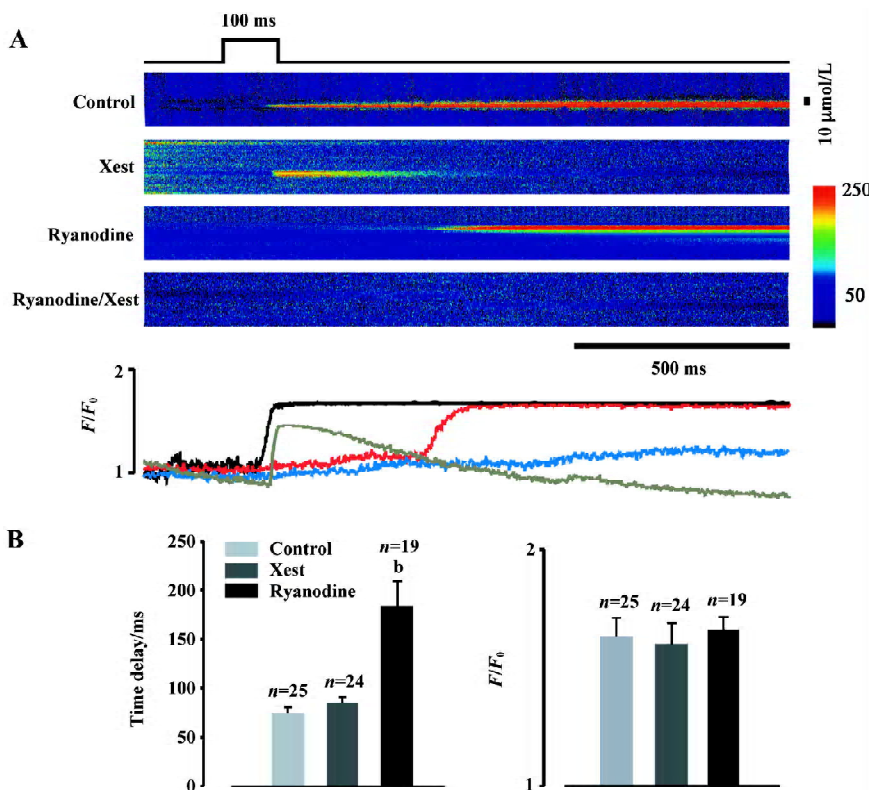 100 ms
A
Control
10 μmol/L
Xest
250
Ryanodine
50
Ryanodine/Xest
500 ms
2
F/F0
1
B
250
200
150
100
50
0
Time delay/ms
Control
Xest
Ryanodine
n=25
n=24
n=19
b
2
F/F0
1
n=25
n=24
n=19